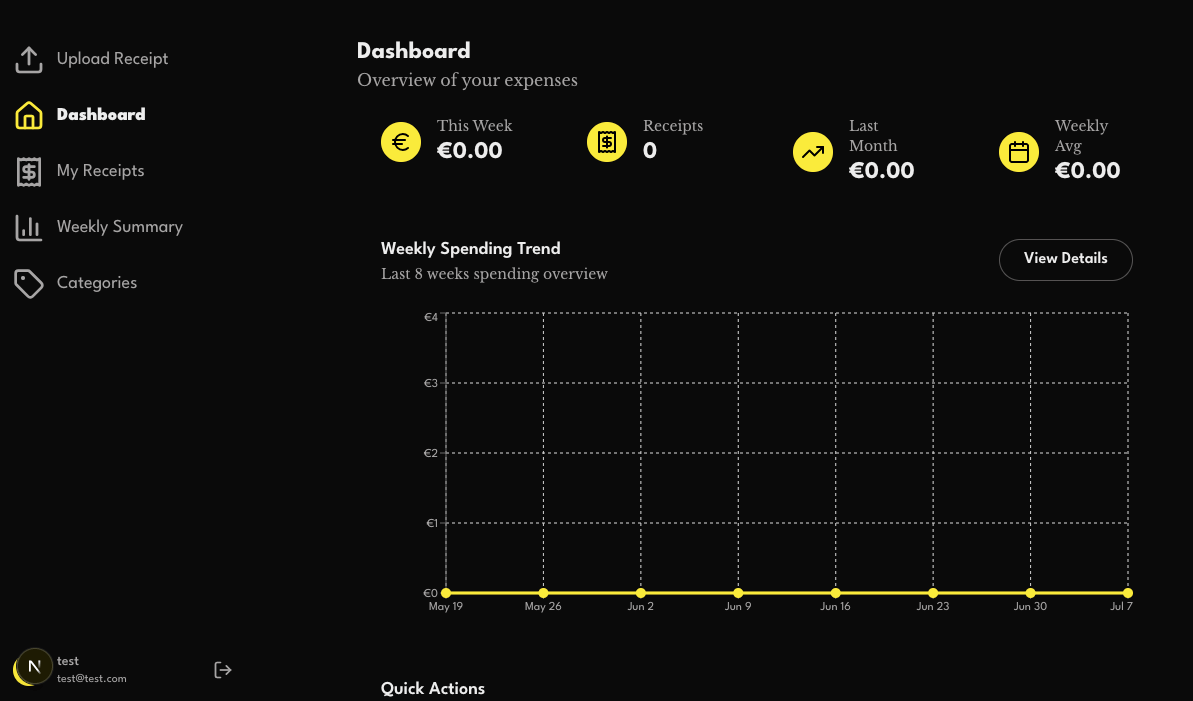 Upload Receipt
Dashboard
My Receipts
Weekly Summary
Categories
N
test
test@test.com
Dashboard
Overview of your expenses
€
This Week
€0.00
$
Receipts
0
Last
Month
€0.00
Weekly
Avg
€0.00
Weekly Spending Trend
Last 8 weeks spending overview
View Details
€4
€3
€2
€1
€0
May 19 May 26 Jun 2 Jun 9 Jun 16 Jun 23 Jun 30 Jul 7
Quick Actions